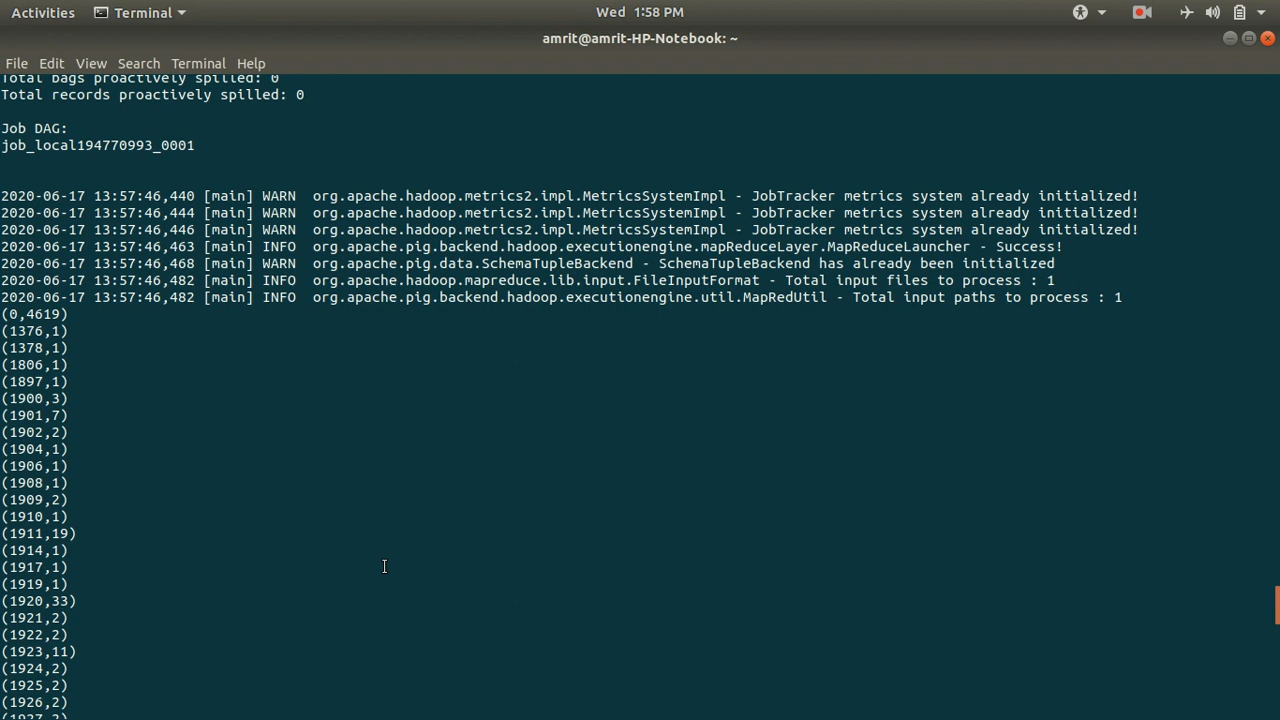 Activities Terminal Wed 1:58 PM
amrit@amrit-HP-Notebook: ~
File Edit View Search Terminal Help
Total bags proactively spilled: 0
Total records proactively spilled: 0
Job DAG:
job_local194770993_0001
2020-06-17 13:57:46,440 [main] WARN  org.apache.hadoop.metrics2.impl.MetricsSystemImpl - JobTracker metrics system already initialized!
2020-06-17 13:57:46,444 [main] WARN  org.apache.hadoop.metrics2.impl.MetricsSystemImpl - JobTracker metrics system already initialized!
2020-06-17 13:57:46,446 [main] WARN  org.apache.hadoop.metrics2.impl.MetricsSystemImpl - JobTracker metrics system already initialized!
2020-06-17 13:57:46,463 [main] INFO  org.apache.pig.backend.hadoop.executionengine.mapReduceLayer.MapReduceLauncher - Success!
2020-06-17 13:57:46,468 [main] WARN  org.apache.pig.data.SchemaTupleBackend - SchemaTupleBackend has already been initialized
2020-06-17 13:57:46,482 [main] INFO  org.apache.hadoop.mapreduce.lib.input.FileInputFormat - Total input files to process : 1
2020-06-17 13:57:46,482 [main] INFO  org.apache.pig.backend.hadoop.executionengine.util.MapRedUtil - Total input paths to process : 1
(0,4619)
(1376,1)
(1378,1)
(1806,1)
(1897,1)
(1900,3)
(1901,7)
(1902,2)
(1904,1)
(1906,1)
(1908,1)
(1909,2)
(1910,1)
(1911,19)
(1914,1)
(1917,1)
(1919,1)
(1920,33)
(1921,2)
(1922,2)
(1923,11)
(1924,2)
(1925,2)
(1926,2)
(1927,2)